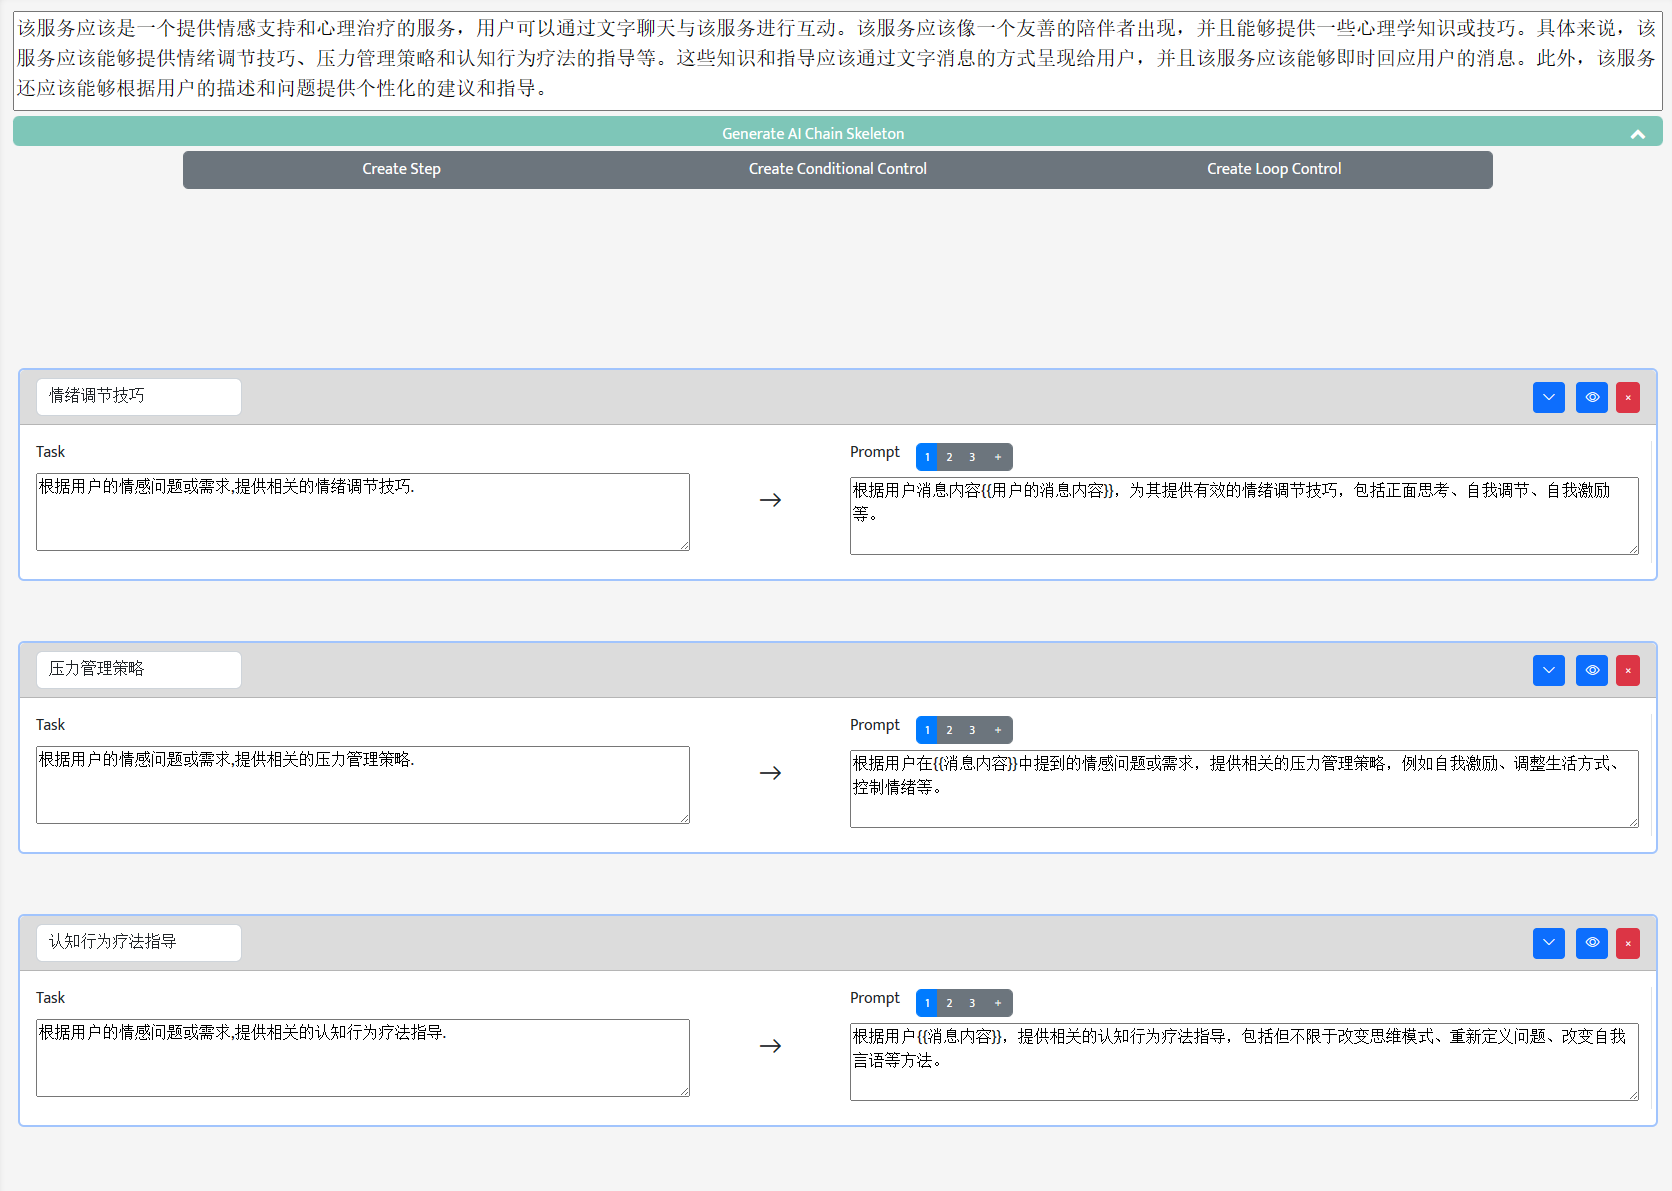 该服务应该是一个提供情感支持和心理治疗的服务，用户可以通过文字聊天与该服务进行互动。该服务应该像一个友善的陪伴者出现，并且能够提供一些心理学知识或技巧。具体来说，该
服务应该能够提供情绪调节技巧、压力管理策略和认知行为疗法的指导等。这些知识和指导应该通过文字消息的方式呈现给用户，并且该服务应该能够即时回应用户的消息。此外，该服务
还应该能够根据用户的描述和问题提供个性化的建议和指导。
Generate AI Chain Skeleton
Create Step Create Conditional Control Create Loop Control
情绪调节技巧
Task
根据用户的情感问题或需求,提供相关的情绪调节技巧.
Prompt 1 2 3 +
根据用户消息内容{{用户的消息内容}}，为其提供有效的情绪调节技巧，包括正面思考、自我调节、自我激励
等。
压力管理策略
Task
根据用户的情感问题或需求,提供相关的压力管理策略.
Prompt 1 2 3 +
根据用户在{{消息内容}}中提到的情感问题或需求，提供相关的压力管理策略，例如自我激励、调整生活方式、
控制情绪等。
认知行为疗法指导
Task
根据用户的情感问题或需求,提供相关的认知行为疗法指导.
Prompt 1 2 3 +
根据用户{{消息内容}}，提供相关的认知行为疗法指导，包括但不限于改变思维模式、重新定义问题、改变自我
言语等方法。